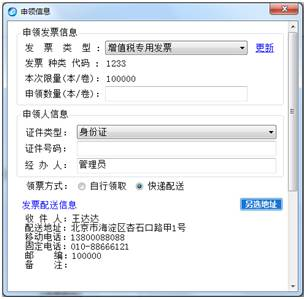 申领信息
申领发票信息
发 票 类 型：增值税专用发票 更新
发票 种类 代码：1233
本次限量(本/卷)：100000
申领数量(本/卷)：
申领人信息
证件类型：身份证
证件号码：
经 办 人：管理员
领票方式： 自行领取 快递配送
发票配送信息 另选地址
收 件 人：王达达
配送地址：北京市海淀区杏石口路甲1号
移动电话：13800088088
固定电话：010-88666121
邮 编：100000
备 注：